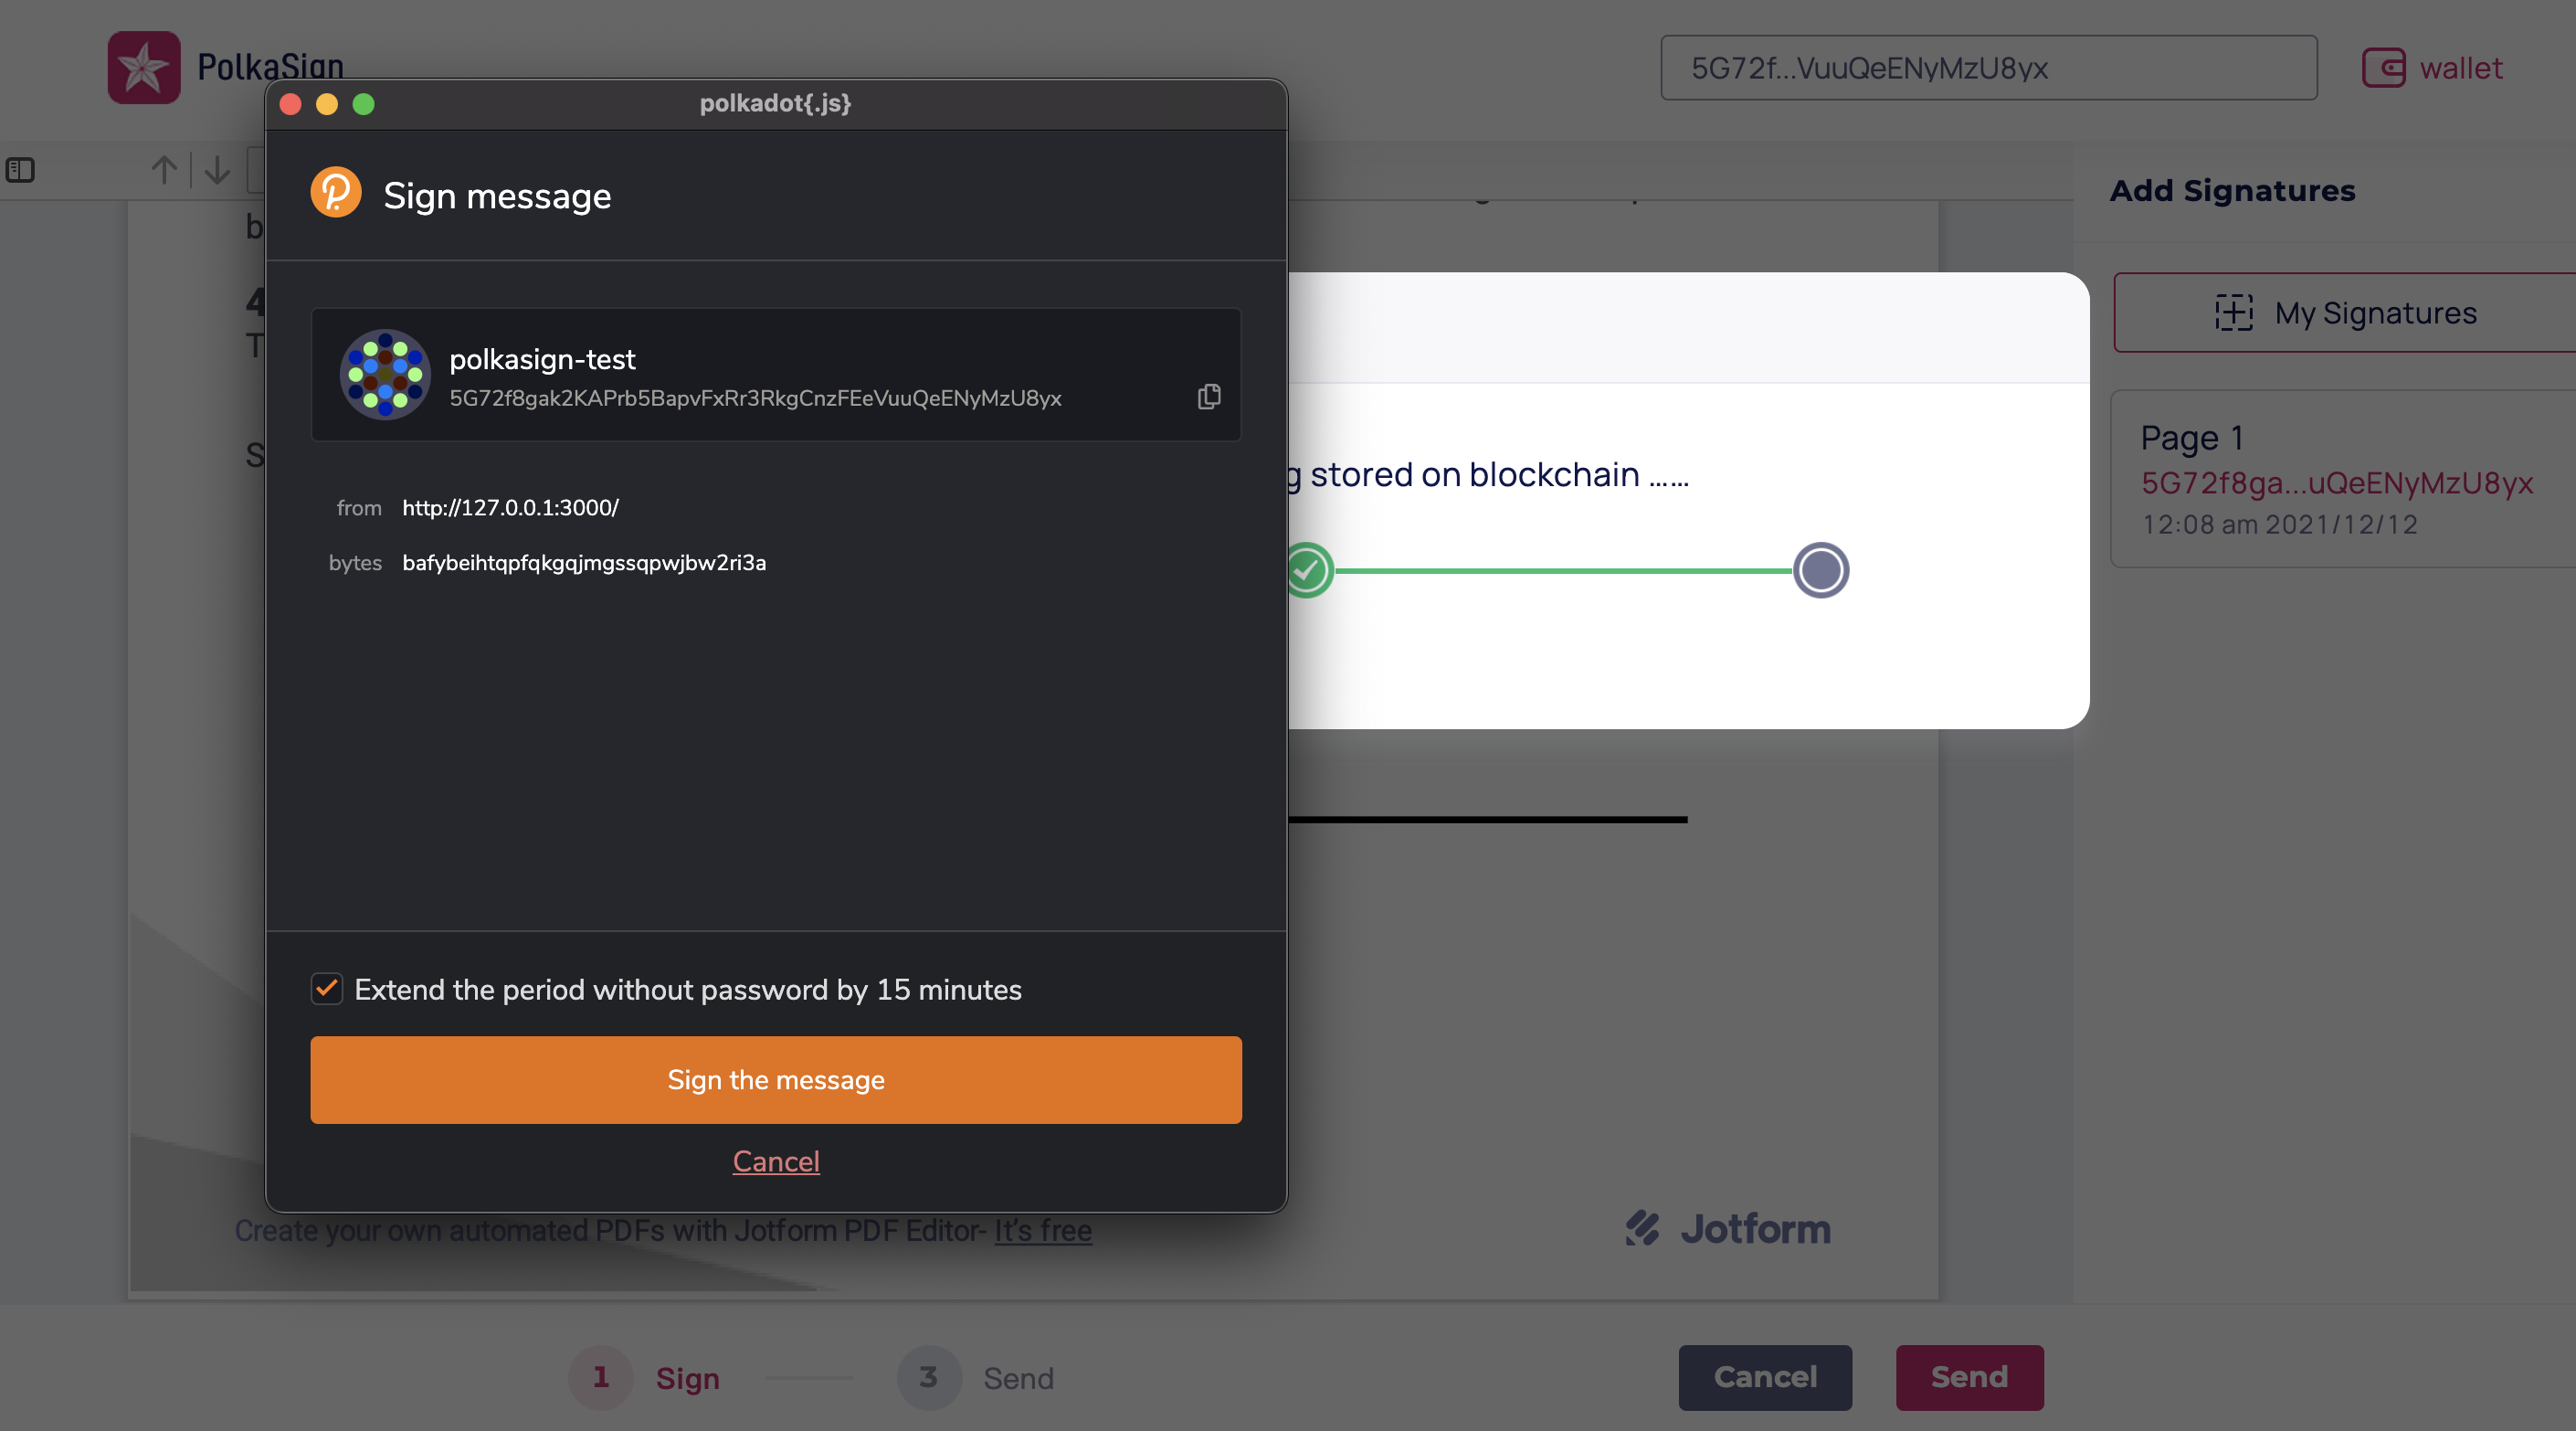 PolkaSign
5G72f...VuuQeENyMzU8yx
wallet
polkadot{.js}
Sign message
polkasign-test
5G72f8gak2KAPrb5BapvFxRr3RkgCnzFEeVuuQeENyMzU8yx
from http://127.0.0.1:3000/
bytes bafybeihtqpfqkgqjmgssqpwjbw2ri3a
Extend the period without password by 15 minutes
Sign the message
Cancel
stored on blockchain ......
Add Signatures
My Signatures
Page 1
5G72f8ga...uQeENyMzU8yx
12:08 am 2021/12/12
Create your own automated PDFs with Jotform PDF Editor- It's free
Jotform
1 Sign
3 Send
Cancel
Send